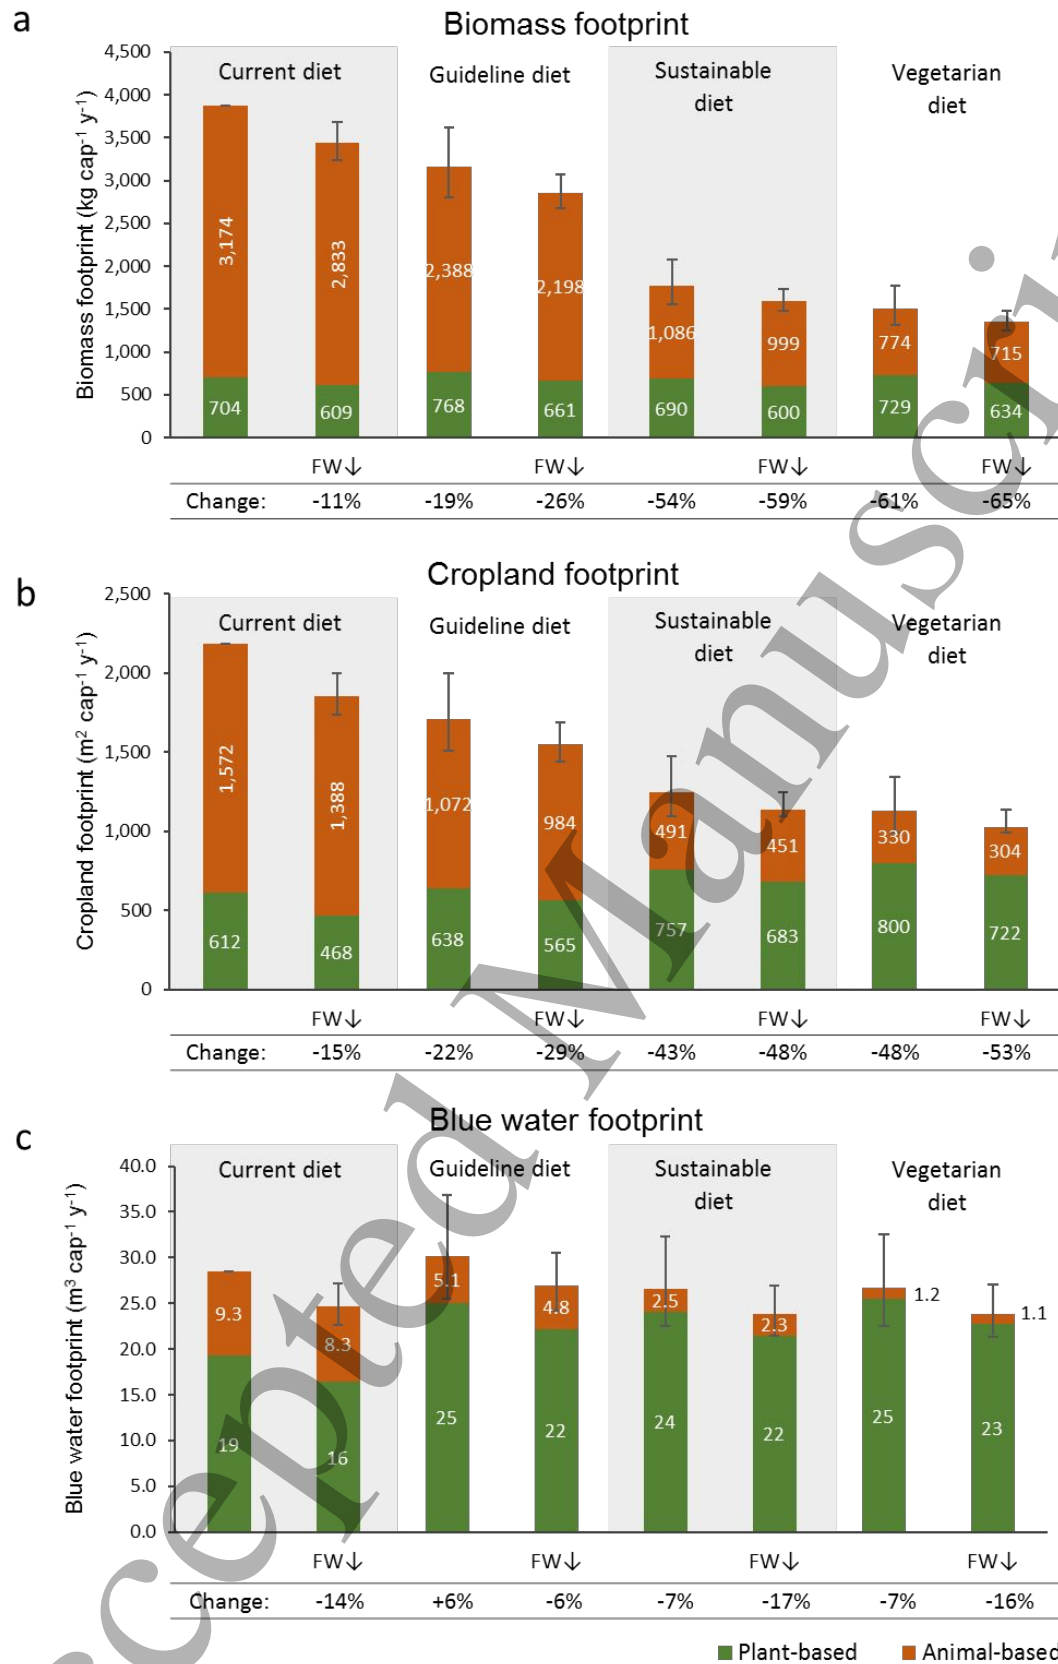 a
Biomass footprint
Biomass footprint (kg cap-1 y-1)
4,500
4,000
3,500
3,000
2,500
2,000
1,500
1,000
500
0
Current diet
Guideline diet
Sustainable
diet
Vegetarian
diet
3,174
2,833
2,388
2,198
1,086
999
774
715
704
609
768
661
690
600
729
634
FW↓ FW↓ FW↓ FW↓
Change: -11% -19% -26% -54% -59% -61% -65%
b
Cropland footprint
Cropland footprint (m2 cap-1 y-1)
2,500
2,000
1,500
1,000
500
0
Current diet
Guideline diet
Sustainable
diet
Vegetarian
diet
1,572
1,388
1,072
984
491
451
330
304
612
468
638
565
757
683
800
722
FW↓ FW↓ FW↓ FW↓
Change: -15% -22% -29% -43% -48% -48% -53%
c
Blue water footprint
Blue water footprint (m3 cap-1 y-1)
40.0
35.0
30.0
25.0
20.0
15.0
10.0
5.0
0.0
Current diet
Guideline diet
Sustainable
diet
Vegetarian
diet
9.3
8.3
5.1
4.8
2.5
2.3
1.2
1.1
19
16
25
22
24
22
25
23
FW↓ FW↓ FW↓ FW↓
Change: -14% +6% -6% -7% -17% -7% -16%
Plant-based Animal-based
cepted Manuscri